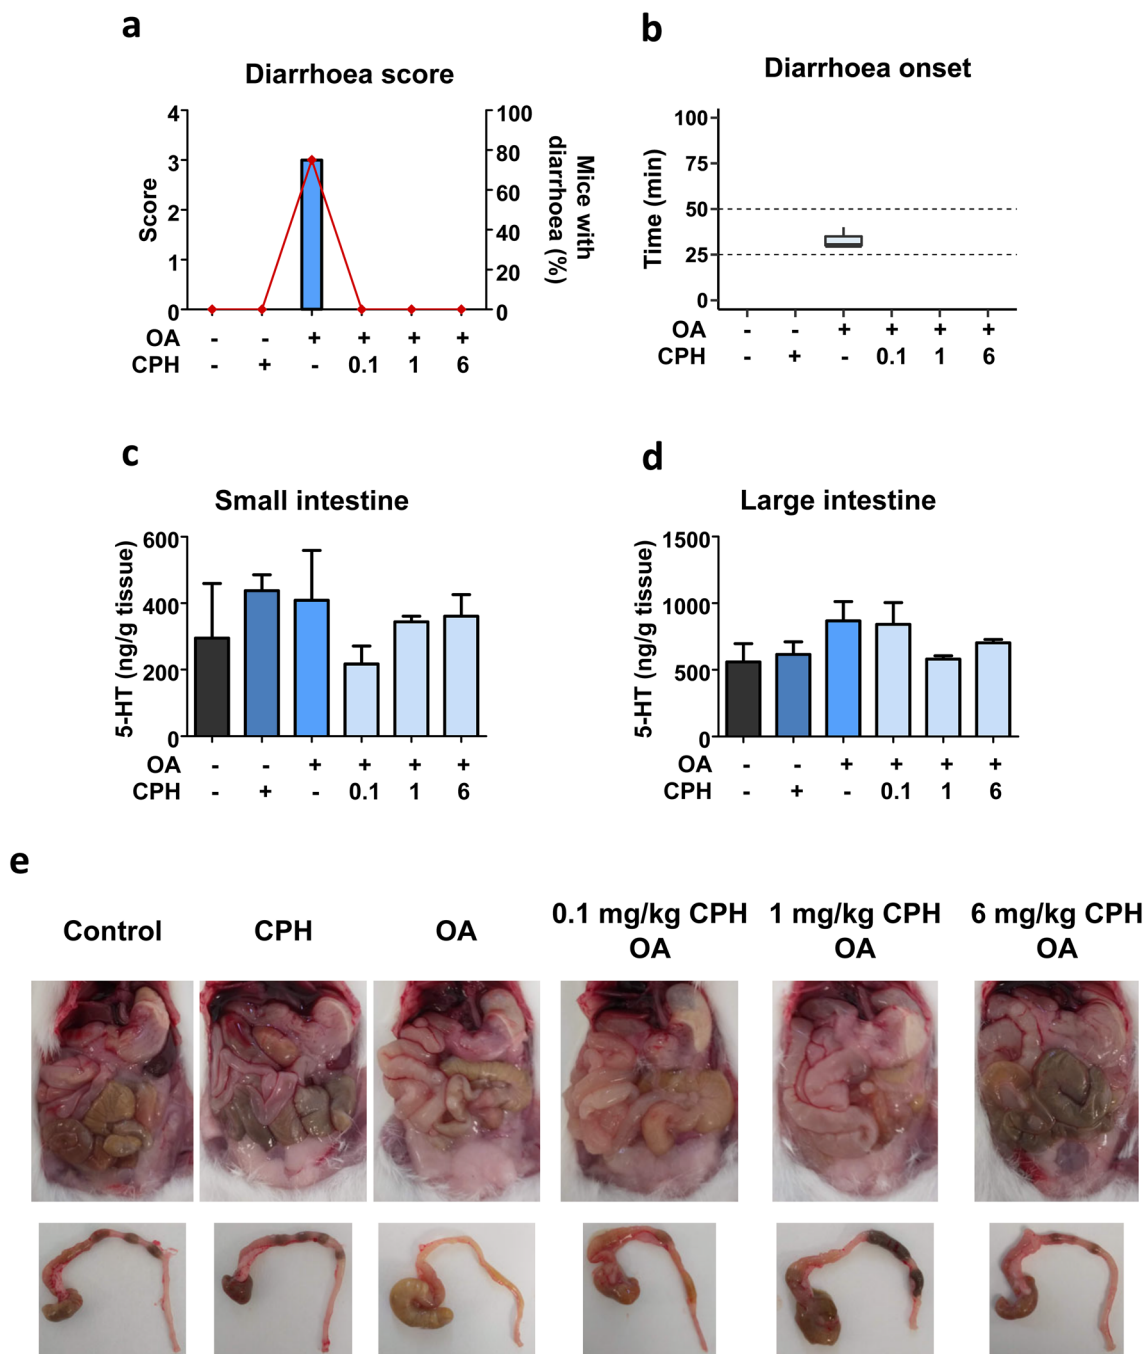 a
Diarrhoea score
4
3
2
1
0
Score
100
80
60
40
20
0
Mice with
diarrhoea (%)
OA - - + + + +
CPH - + - 0.1 1 6
b
Diarrhoea onset
100
75
50
25
0
Time (min)
OA - - + + + +
CPH - + - 0.1 1 6
c
Small intestine
600
400
200
0
5-HT (ng/g tissue)
OA - - + + + +
CPH - + - 0.1 1 6
d
Large intestine
1500
1000
500
0
5-HT (ng/g tissue)
OA - - + + + +
CPH - + - 0.1 1 6
e
Control
CPH
OA
0.1 mg/kg CPH
OA
1 mg/kg CPH
OA
6 mg/kg CPH
OA